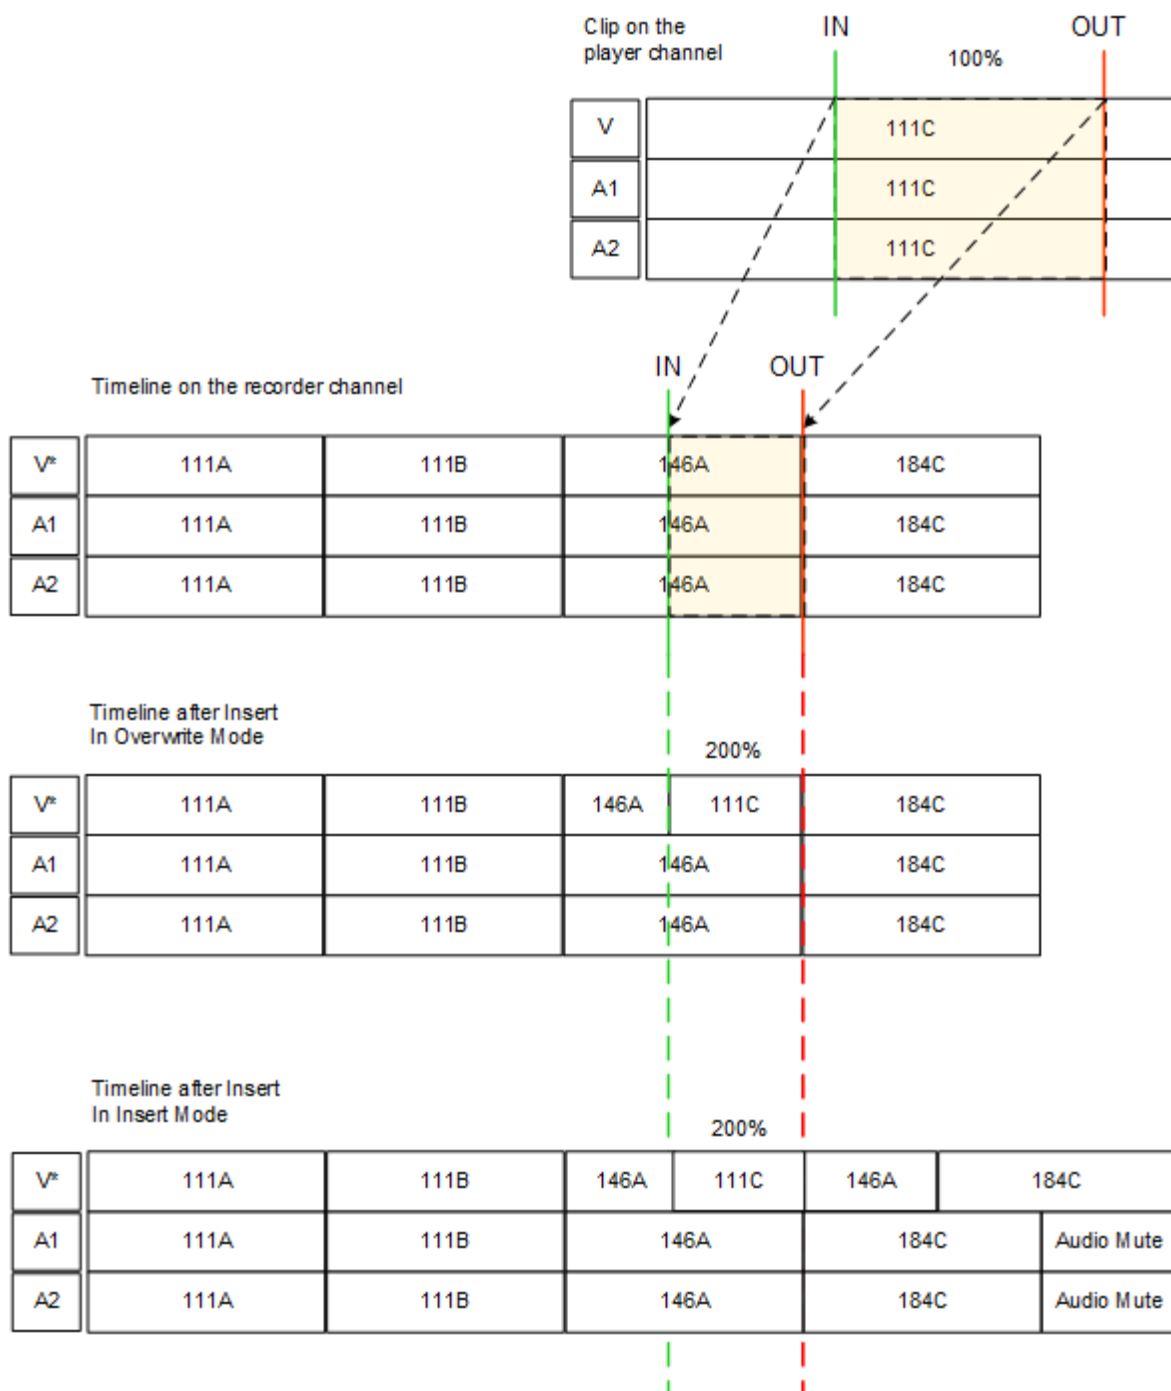 Clip on the
player channel
IN
OUT
100%
V
111C
A1
111C
A2
111C
IN
OUT
Timeline on the recorder channel
V* 111A 111B 146A 184C
A1 111A 111B 146A 184C
A2 111A 111B 146A 184C
Timeline after Insert
In Overwrite Mode
200%
V* 111A 111B 146A 111C 184C
A1 111A 111B 146A 184C
A2 111A 111B 146A 184C
Timeline after Insert
In Insert Mode
200%
V* 111A 111B 146A 111C 146A 184C
A1 111A 111B 146A 184C Audio Mute
A2 111A 111B 146A 184C Audio Mute